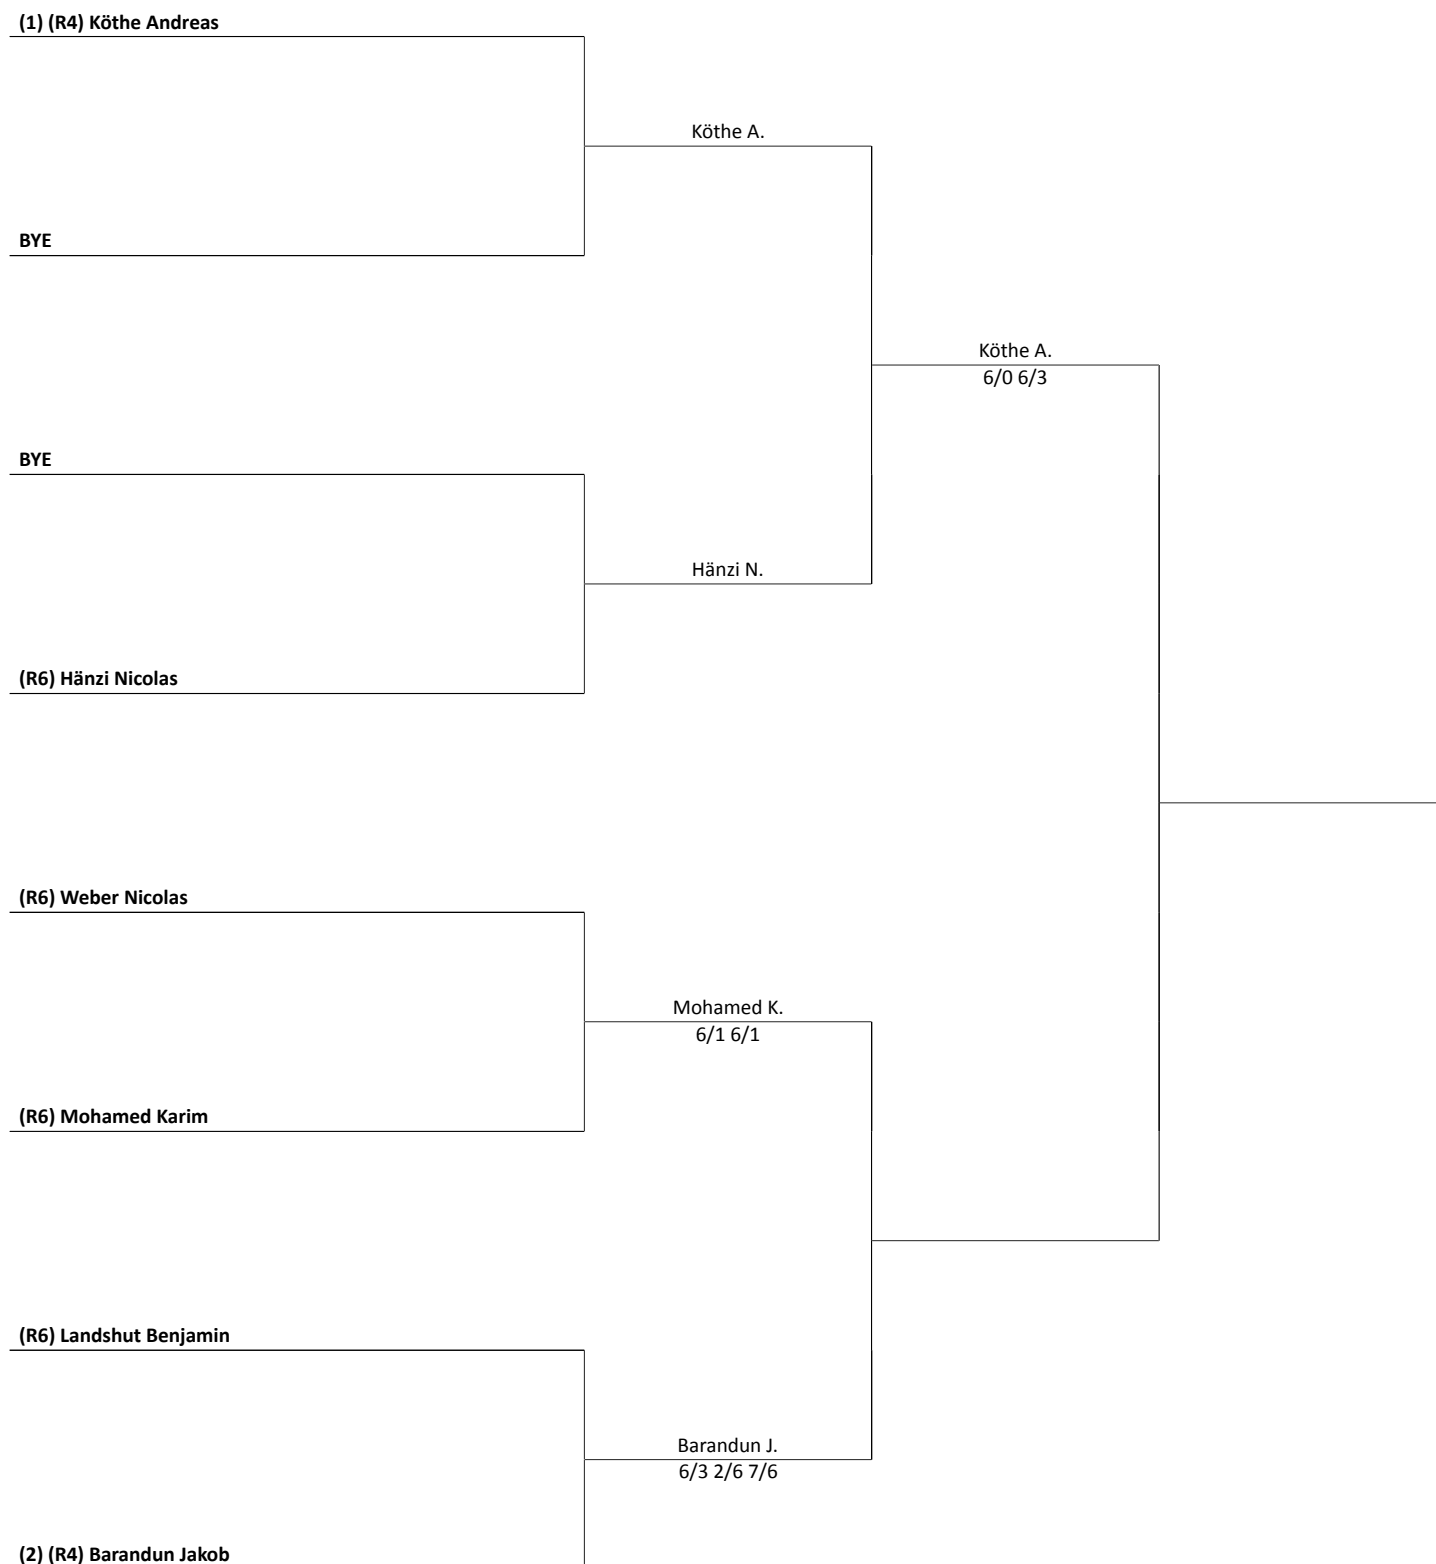 (1) (R4) Köthe Andreas
Köthe A.
BYE
Köthe A.
6/0 6/3
BYE
Hänzi N.
(R6) Hänzi Nicolas
(R6) Weber Nicolas
Mohamed K.
6/1 6/1
(R6) Mohamed Karim
(R6) Landshut Benjamin
Barandun J.
6/3 2/6 7/6
(2) (R4) Barandun Jakob